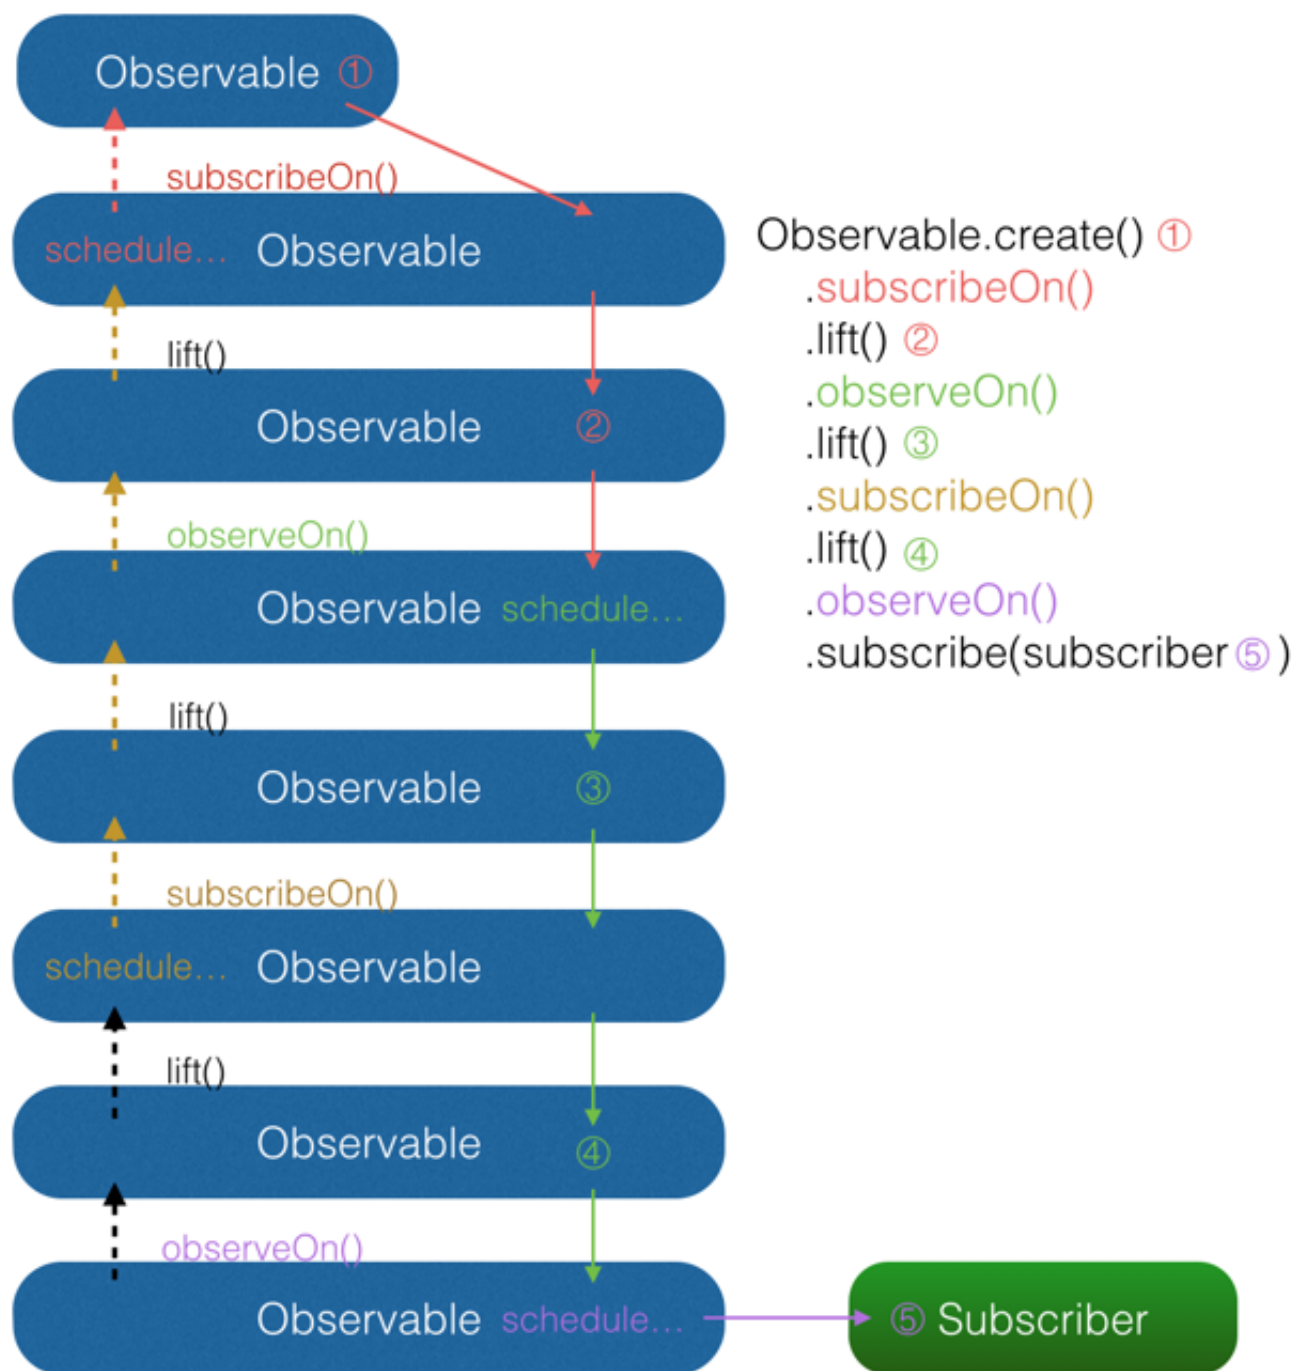 Observable ①
subscribeOn()
schedule... Observable
lift()
Observable ②
observeOn()
Observable schedule...
lift()
Observable ③
subscribeOn()
schedule... Observable
lift()
Observable ④
observeOn()
Observable schedule...
⑤ Subscriber
Observable.create() ①
.subscribeOn()
.lift() ②
.observeOn()
.lift() ③
.subscribeOn()
.lift() ④
.observeOn()
.subscribe(subscriber⑤)